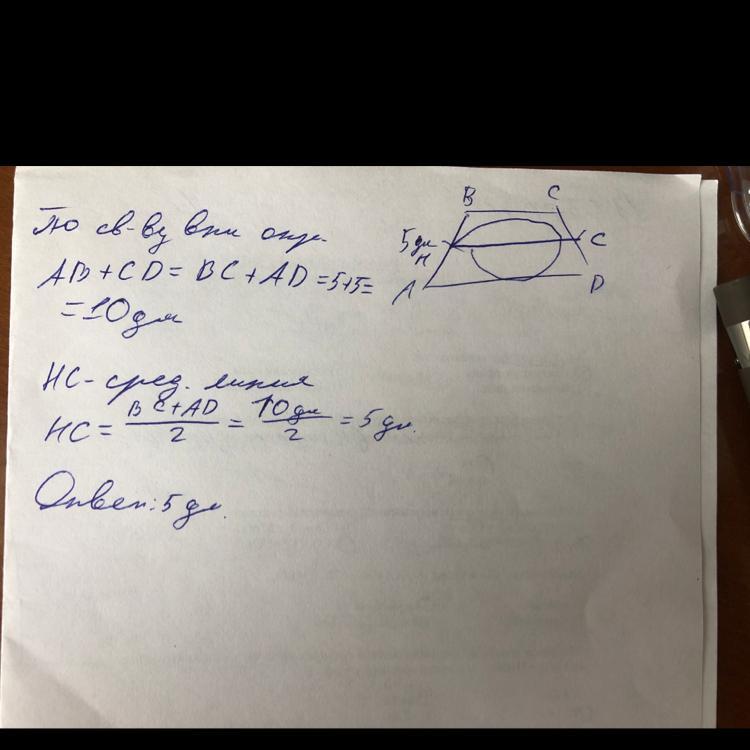 По св-ву впи окр.
AB + CD = BC + AD = 5+5=
= 10 дм
B C
5 дм
H C
A D
HC - сред. линия
HC = BC + AD / 2 = 10 дм / 2 = 5 дм.
Ответ: 5 дм.